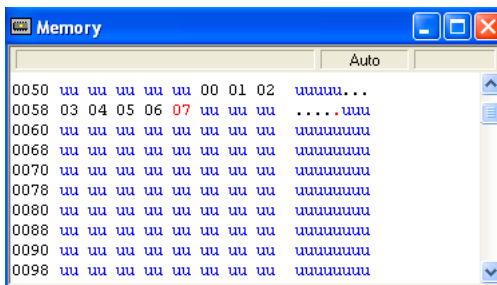 Memory
Auto
0050 uu uu uu uu uu 00 01 02 uuuuu...
0058 03 04 05 06 07 uu uu uu .....uuu
0060 uu uu uu uu uu uu uu uu uuuuuuuu
0068 uu uu uu uu uu uu uu uu uuuuuuuu
0070 uu uu uu uu uu uu uu uu uuuuuuuu
0078 uu uu uu uu uu uu uu uu uuuuuuuu
0080 uu uu uu uu uu uu uu uu uuuuuuuu
0088 uu uu uu uu uu uu uu uu uuuuuuuu
0090 uu uu uu uu uu uu uu uu uuuuuuuu
0098 uu uu uu uu uu uu uu uu uuuuuuuu